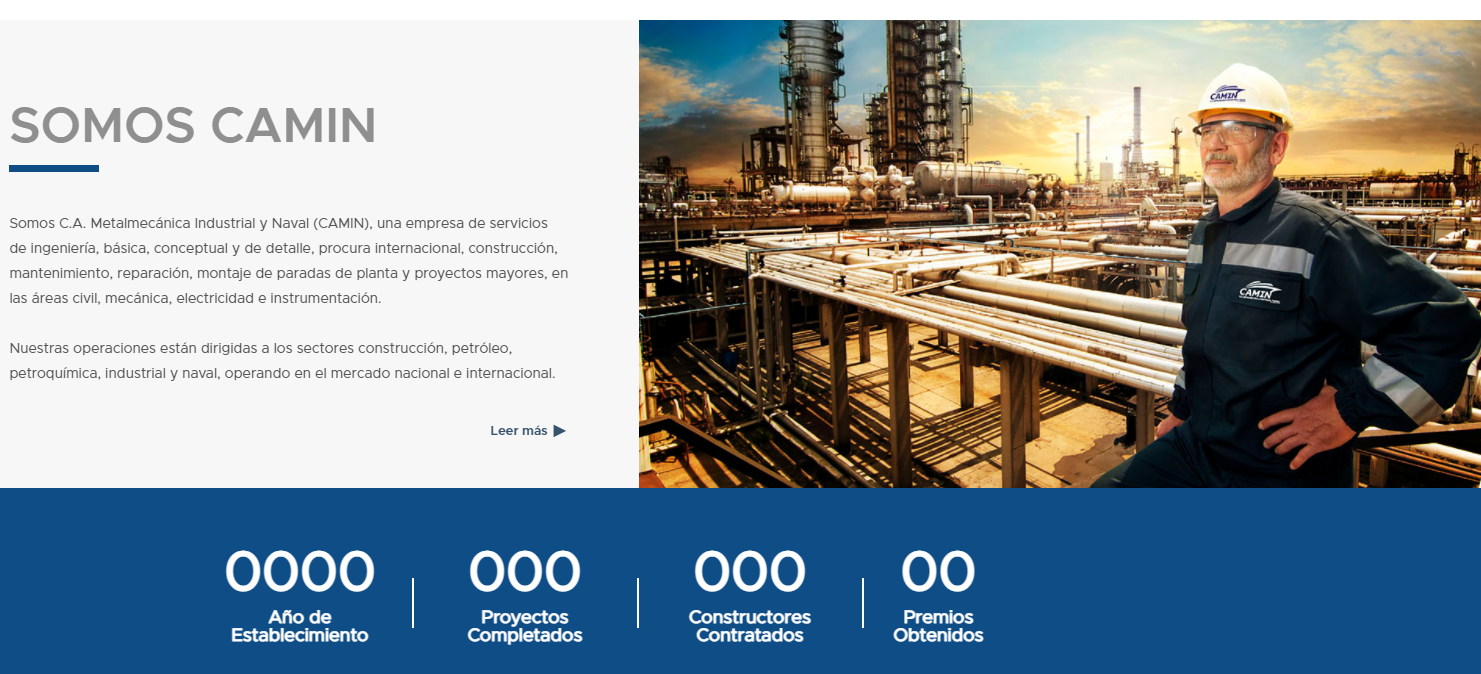 SOMOS CAMIN
Somos C.A. Metalmecánica Industrial y Naval (CAMIN), una empresa de servicios
de ingeniería, básica, conceptual y de detalle, procura internacional, construcción,
mantenimiento, reparación, montaje de paradas de planta y proyectos mayores, en
las áreas civil, mecánica, electricidad e instrumentación.
Nuestras operaciones están dirigidas a los sectores construcción, petróleo,
petroquímica, industrial y naval, operando en el mercado nacional e internacional.
Leer más ▶
CAMIN
CAMIN
0000
Año de
Establecimiento
000
Proyectos
Completados
000
Constructores
Contratados
00
Premios
Obtenidos